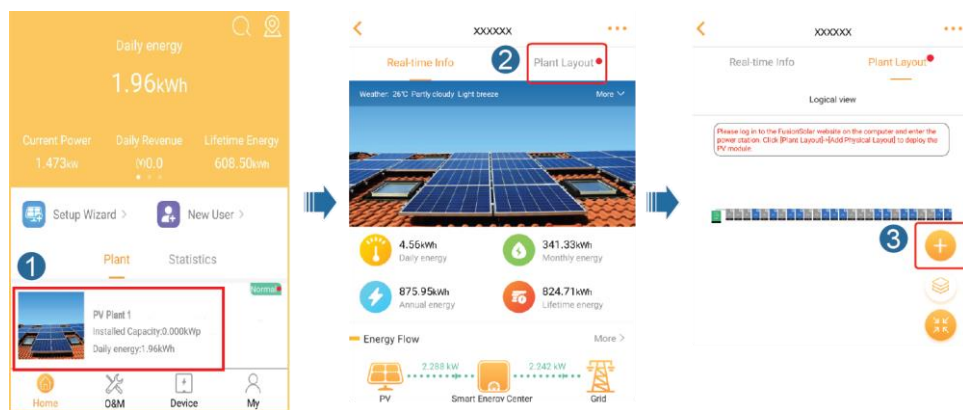 Daily energy
1.96kWh
Current Power
Daily Revenue
Lifetime Energy
1.473kw
(¥)0.0
608.50kwh
Setup Wizard >
New User >
1
Plant
Statistics
Normal
PV Plant 1
Installed Capacity:0.000kWp
Daily energy:1.96kWh
Home
O&M
Device
My
xxxxxx
Real-time Info
2
Plant Layout
Weather: 26℃ Partly cloudy Light breeze
More
4.56kWh
Daily energy
341.33kWh
Monthly energy
875.95kWh
Annual energy
824.71kWh
Lifetime energy
Energy Flow
More >
2.288 kW
2.242 kW
PV
Smart Energy Center
Grid
xxxxxx
Real-time Info
Plant Layout
Logical view
Please log in to the FusionSolar website on the computer and enter the
power station. Click [Plant Layout]-[Add Physical Layout] to deploy the
PV module.
3